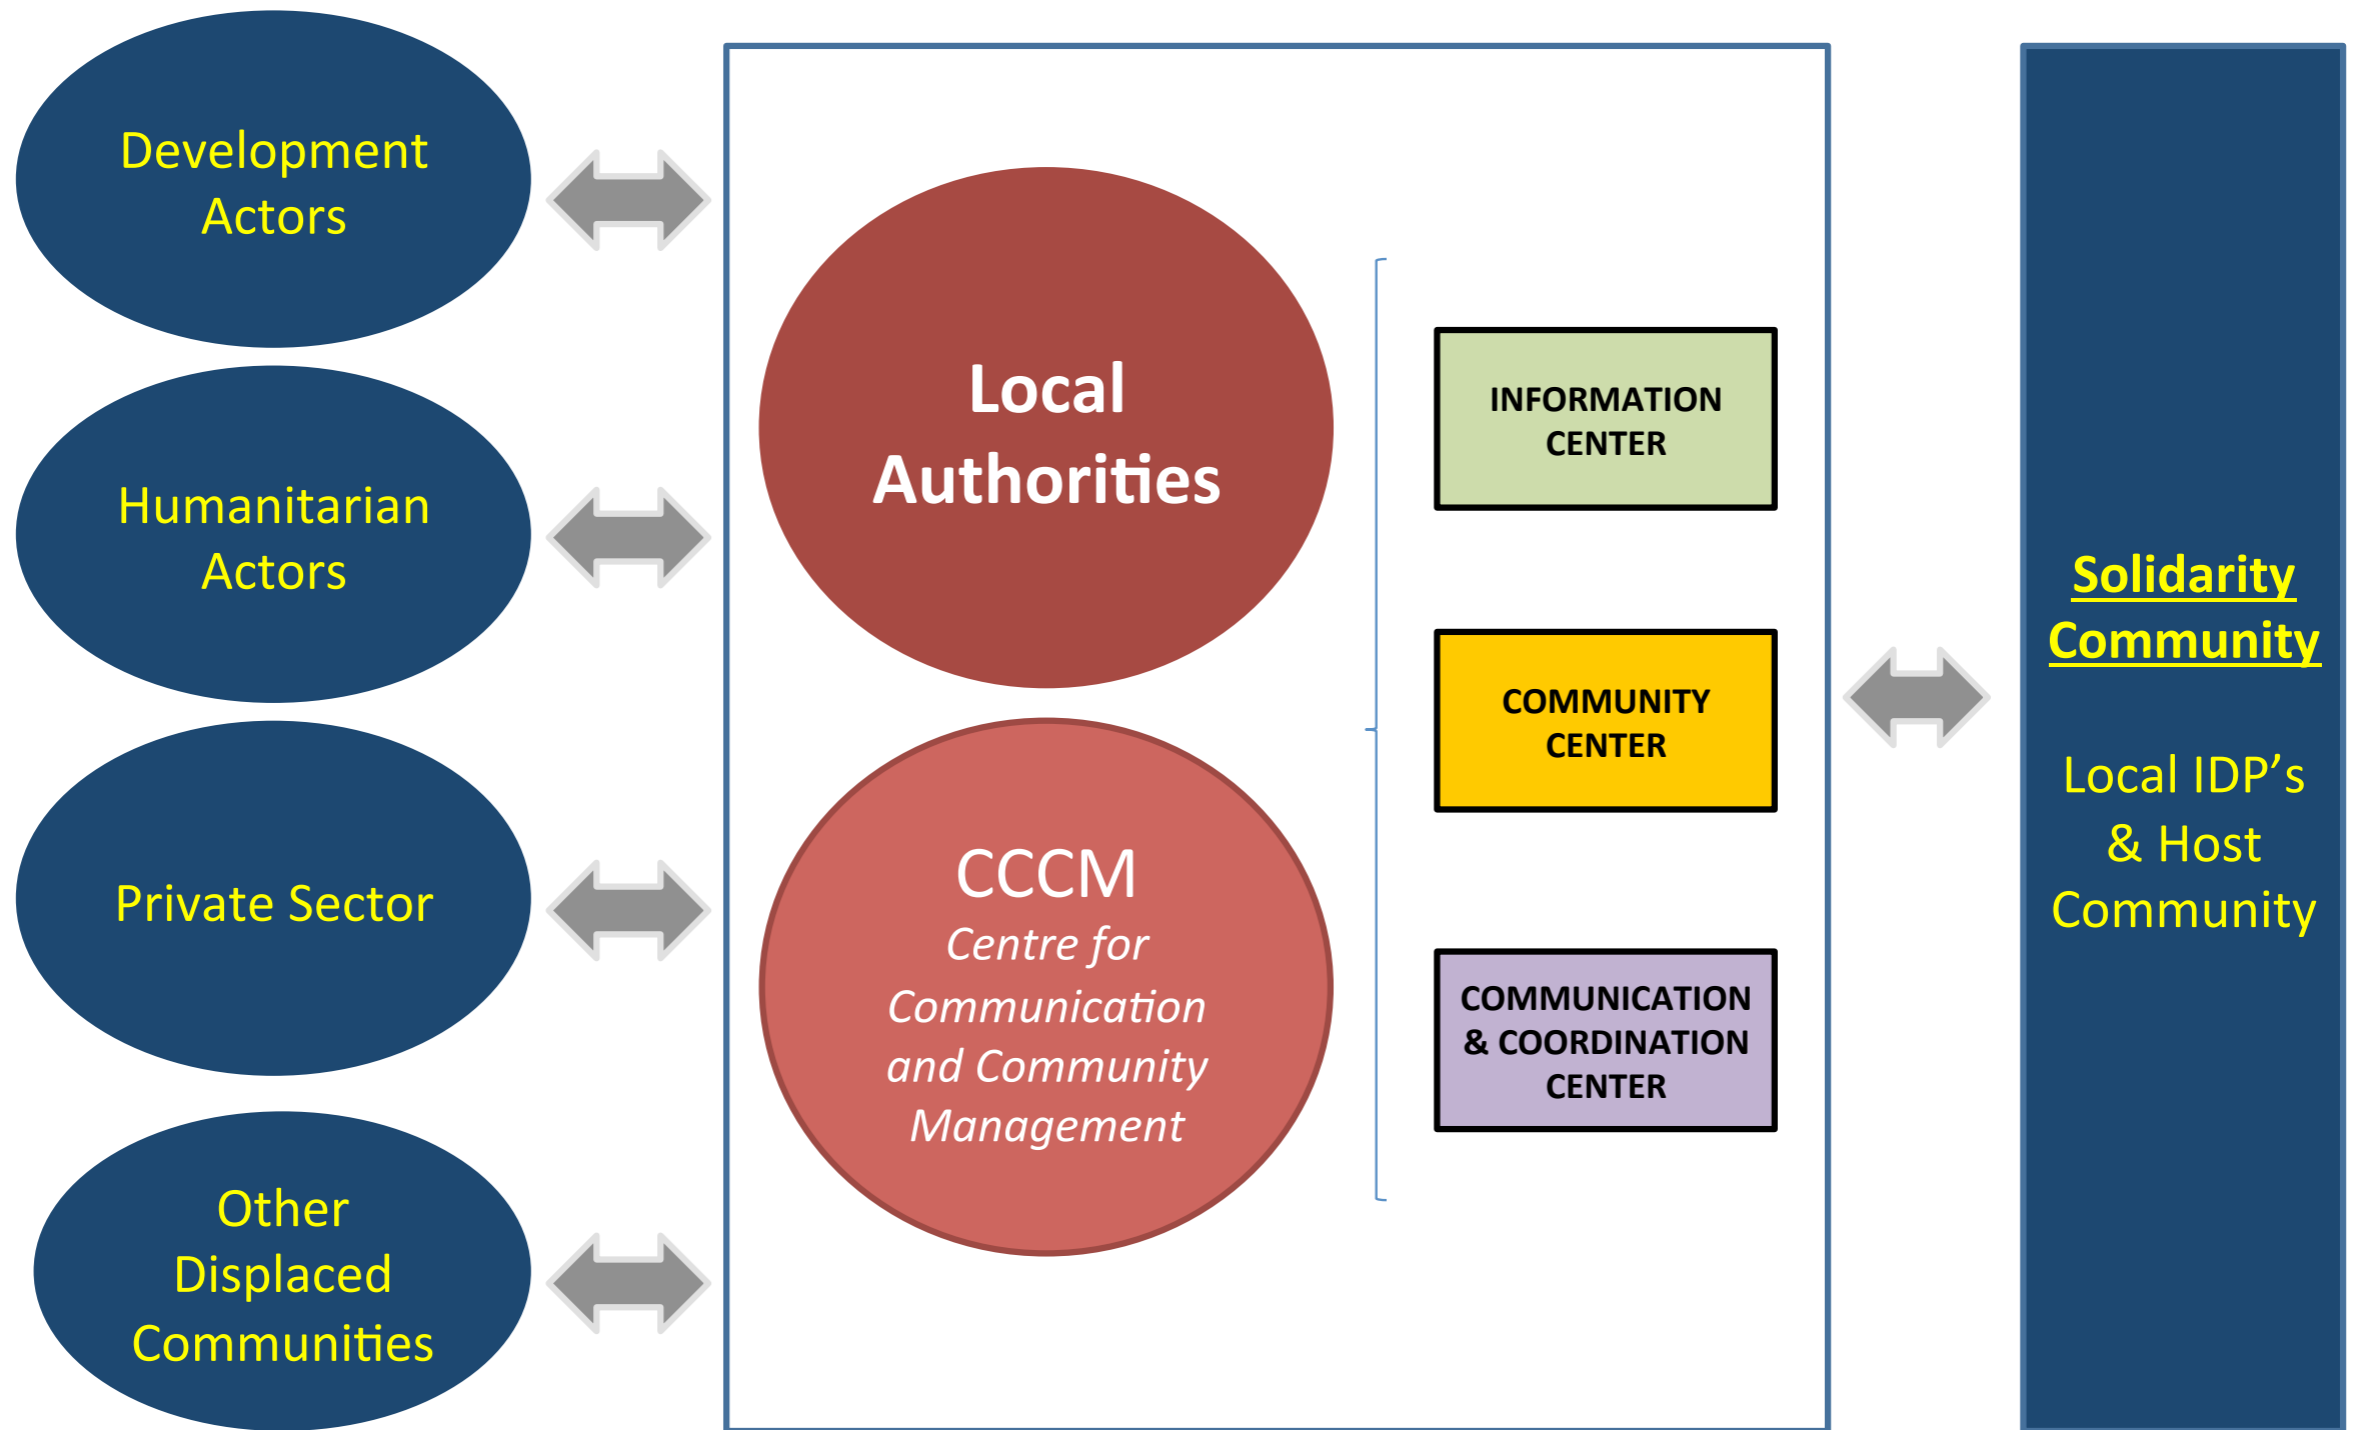 Development
Actors
Humanitarian
Actors
Private Sector
Other
Displaced
Communities
Local
Authorities
CCCM
Centre for
Communication
and Community
Management
INFORMATION
CENTER
COMMUNITY
CENTER
COMMUNICATION
& COORDINATION
CENTER
Solidarity
Community
Local IDP’s
& Host
Community